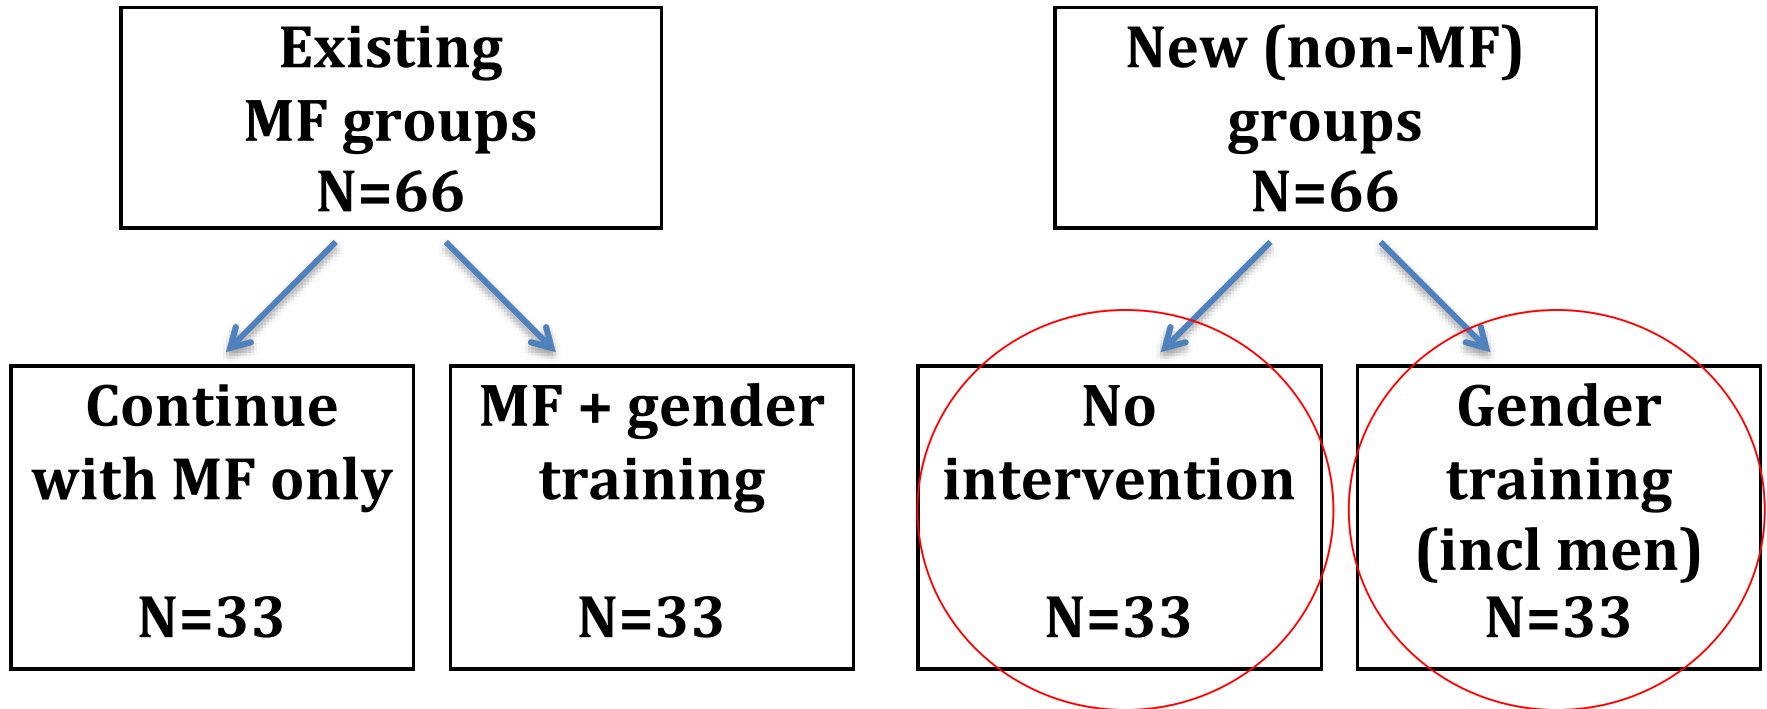 Existing
MF groups
N=66
New (non-MF)
groups
N=66
Continue
with MF only
N=33
MF + gender
training
N=33
No
intervention
N=33
Gender
training
(incl men)
N=33